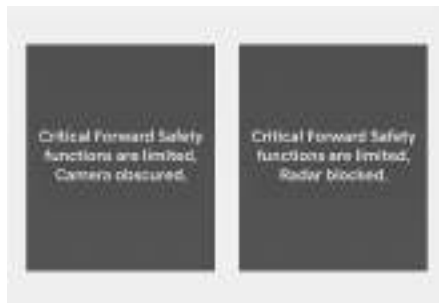 Critical Forward Safety
functions are limited,
Camera obscured.
Critical Forward Safety
functions are limited,
Radar blocked.